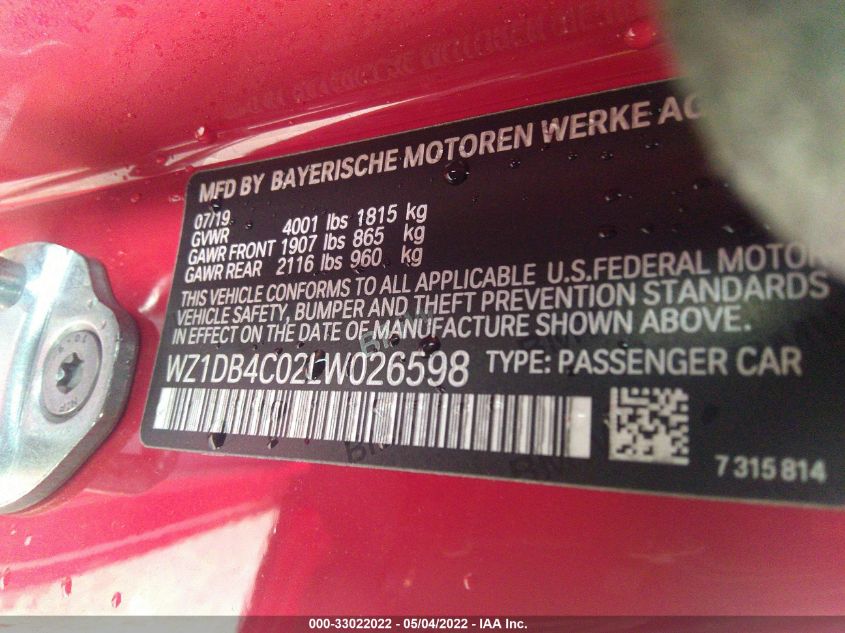 MFD BY BAYERISCHE MOTOREN WERKE AG
07/19
GVWR 4001 lbs 1815 kg
GAWR FRONT 1907 lbs 865 kg
GAWR REAR 2116 lbs 960 kg
THIS VEHICLE CONFORMS TO ALL APPLICABLE U.S.FEDERAL MOTOR
VEHICLE SAFETY, BUMPER AND THEFT PREVENTION STANDARDS
IN EFFECT ON THE DATE OF MANUFACTURE SHOWN ABOVE.
WZ1DB4C02LW026598 TYPE: PASSENGER CAR
7 315 814
000-33022022 - 05/04/2022 - IAA Inc.